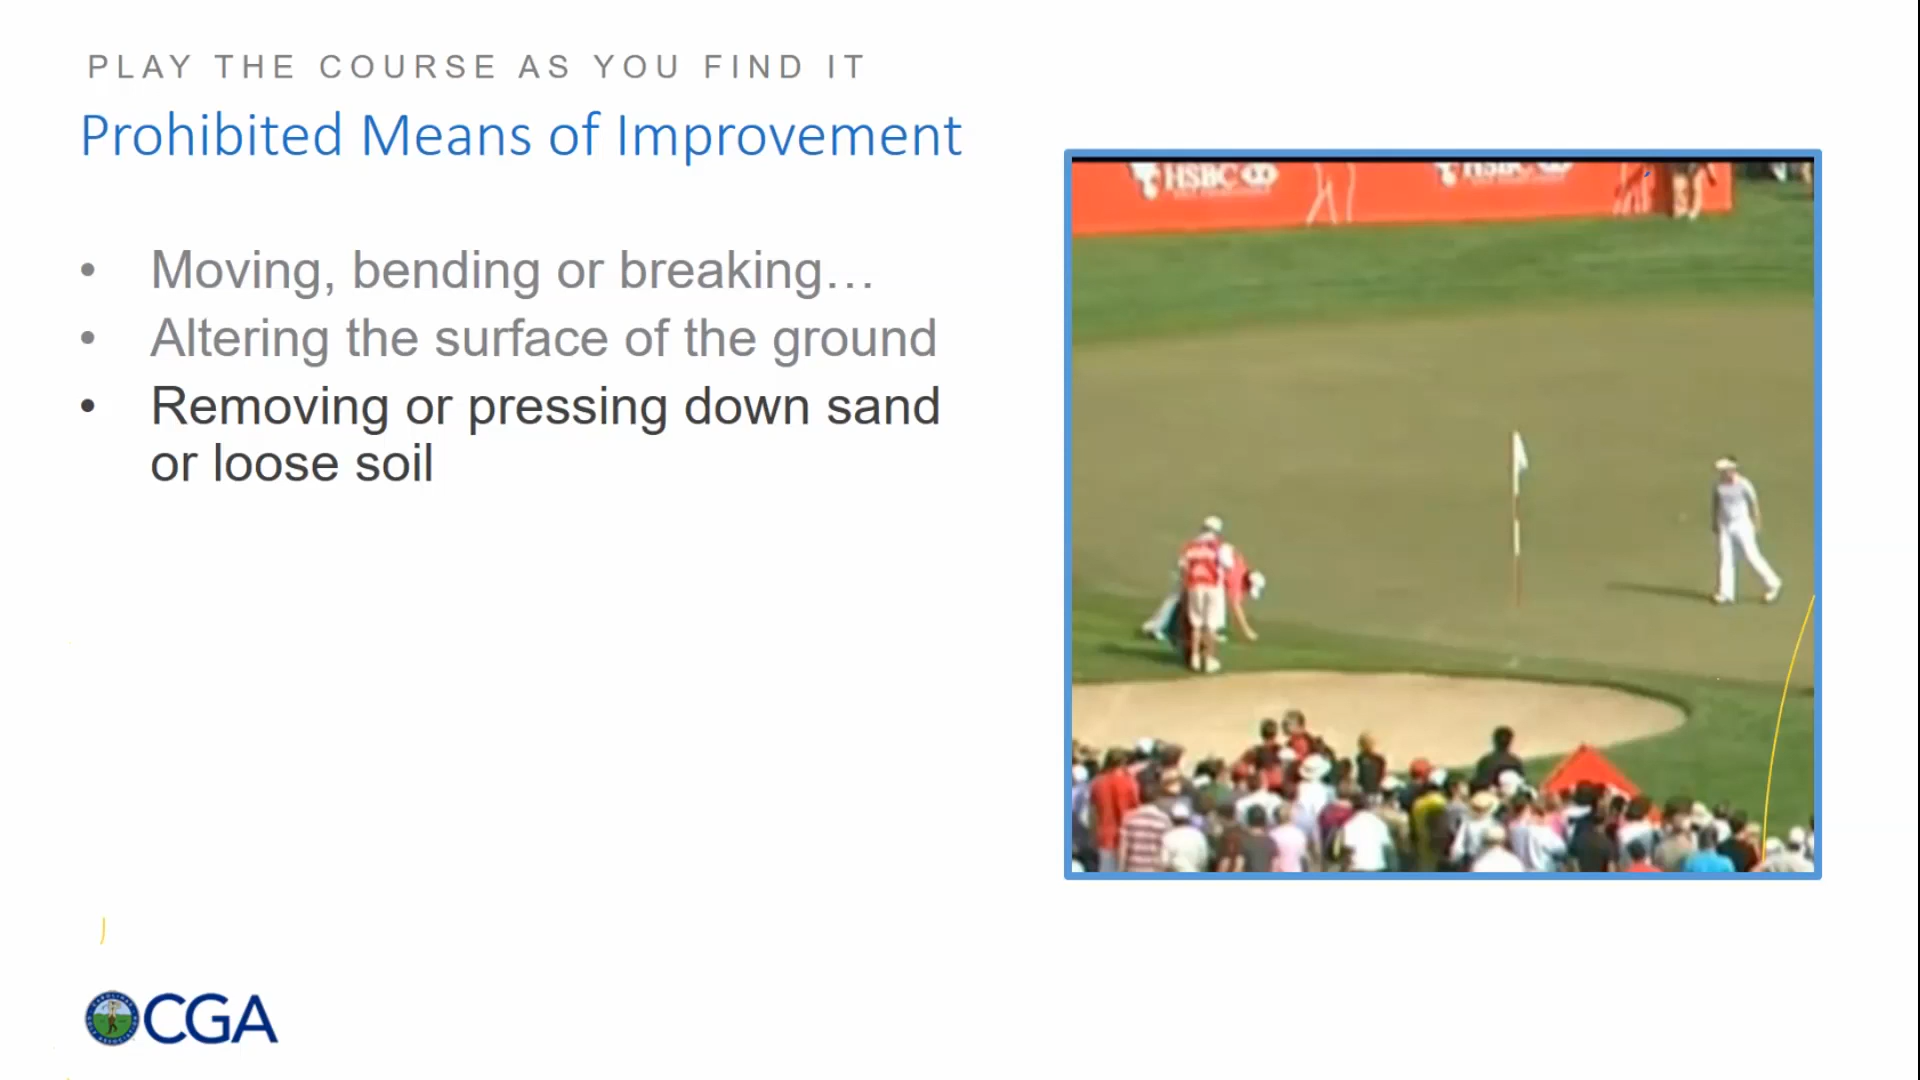 PLAY THE COURSE AS YOU FIND IT
Prohibited Means of Improvement
• Moving, bending or breaking…
• Altering the surface of the ground
• Removing or pressing down sand
or loose soil
HSBC
HSBC
CGA